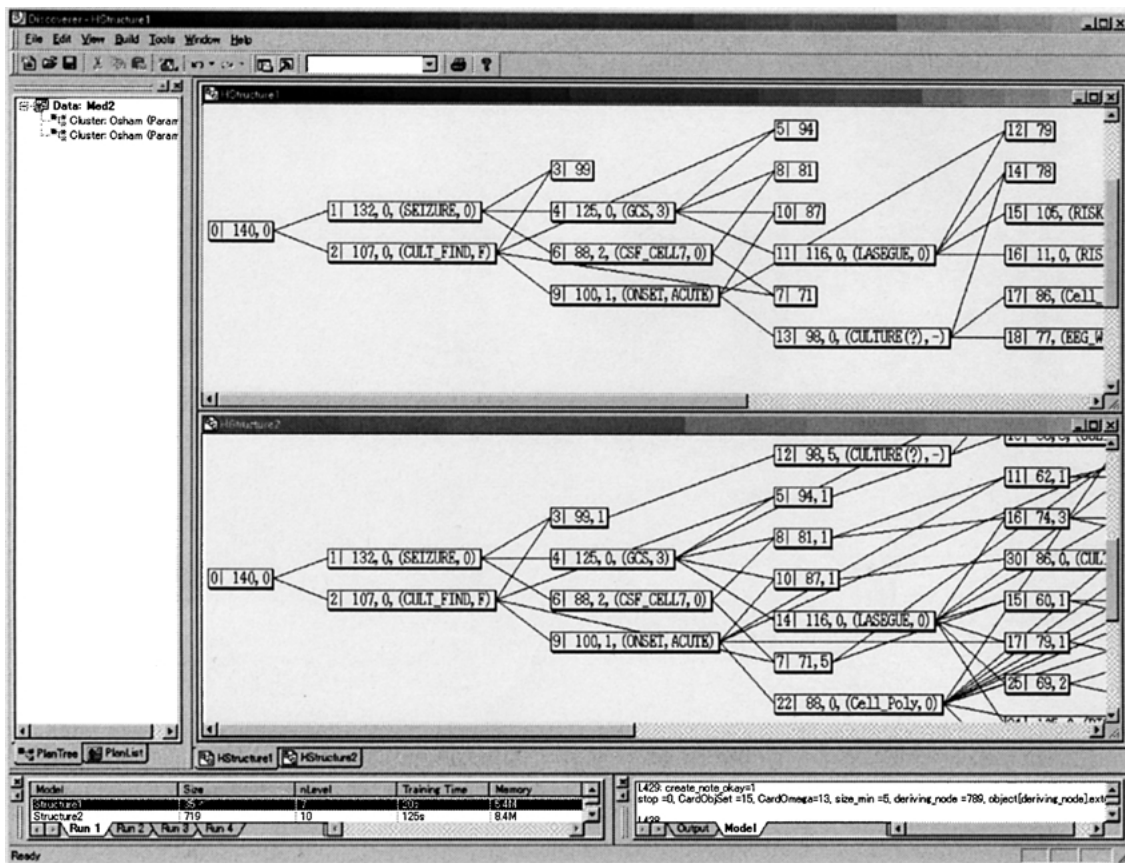 Discoverer - HStructure1
File Edit View Build Tools Window Help
Data: Med2
Cluster: Osham (Param
Cluster: Osham (Param
PlanTree PlanList
HStructure1
5| 94
12| 79
3| 99
8| 81
14| 78
1| 132, 0, (SEIZURE, 0)
4| 125, 0, (GCS, 3)
10| 87
15| 105, (RISK
0| 140, 0
2| 107, 0, (CULT_FIND, F)
6| 88, 2, (CSF_CELL7, 0)
11| 116, 0, (LASEGUE, 0)
16| 11, 0, (RIS
9| 100, 1, (ONSET, ACUTE)
7| 71
17| 86, (Cell_
13| 98, 0, (CULTURE(?), -)
18| 77, (EEG_W
HStructure2
12| 98, 5, (CULTURE(?), -)
11| 62, 1
5| 94, 1
3| 99, 1
16| 74, 3
8| 81, 1
1| 132, 0, (SEIZURE, 0)
4| 125, 0, (GCS, 3)
30| 86, 0, (CUL
0| 140, 0
10| 87, 1
2| 107, 0, (CULT_FIND, F)
6| 88, 2, (CSF_CELL7, 0)
15| 60, 1
14| 116, 0, (LASEGUE, 0)
9| 100, 1, (ONSET, ACUTE)
17| 79, 1
7| 71, 5
25| 69, 2
22| 88, 0, (Cell_Poly, 0)
HStructure1 HStructure2
Model Size nLevel Training Time Memory
Structure1 7 20s 5.4M
Structure2 719 10 125s 8.4M
Run 1 Run 2 Run 3 Run 4
L429: create_note_okay=1
stop =0, CardObjSet =15, CardOmega=13, size_min =5, deriving_node =789, object[deriving_node].ext
Output Model
Ready